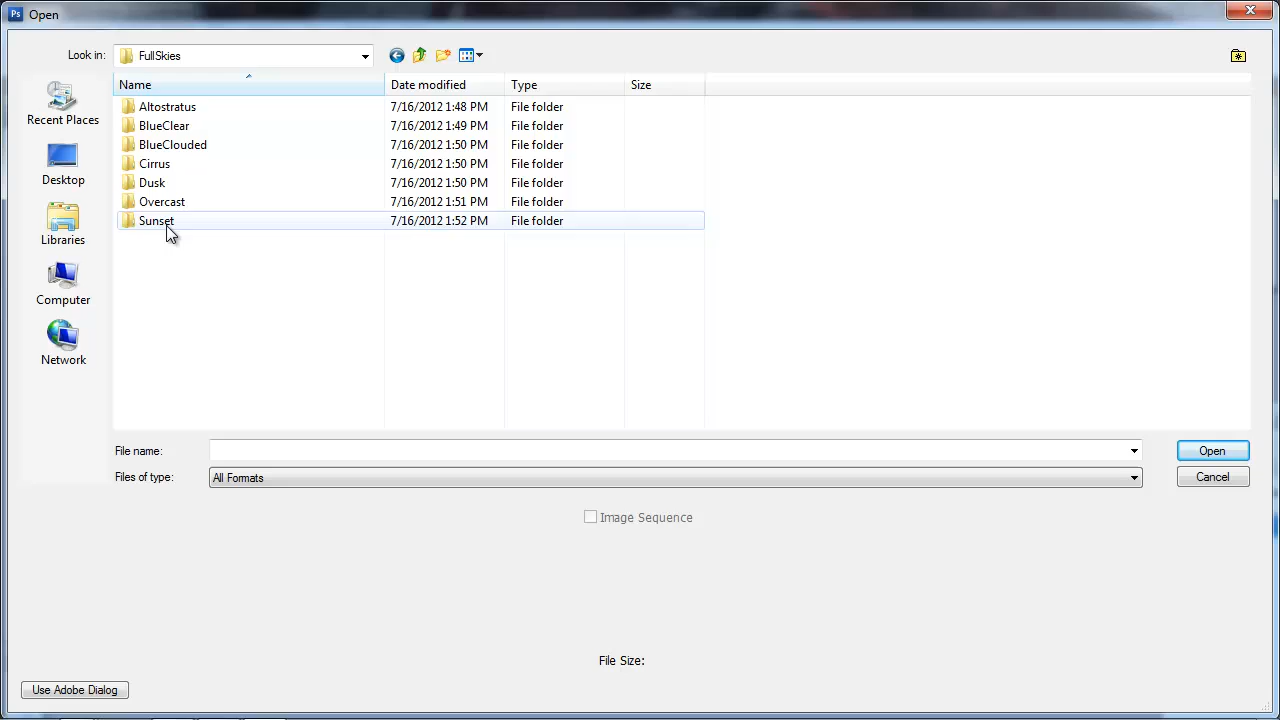 Ps Open
Look in: FullSkies
Name Date modified Type Size
Altostratus 7/16/2012 1:48 PM File folder
BlueClear 7/16/2012 1:49 PM File folder
BlueClouded 7/16/2012 1:50 PM File folder
Cirrus 7/16/2012 1:50 PM File folder
Dusk 7/16/2012 1:50 PM File folder
Overcast 7/16/2012 1:51 PM File folder
Sunset 7/16/2012 1:52 PM File folder
Recent Places
Desktop
Libraries
Computer
Network
File name: Open
Files of type: All Formats Cancel
Image Sequence
File Size:
Use Adobe Dialog